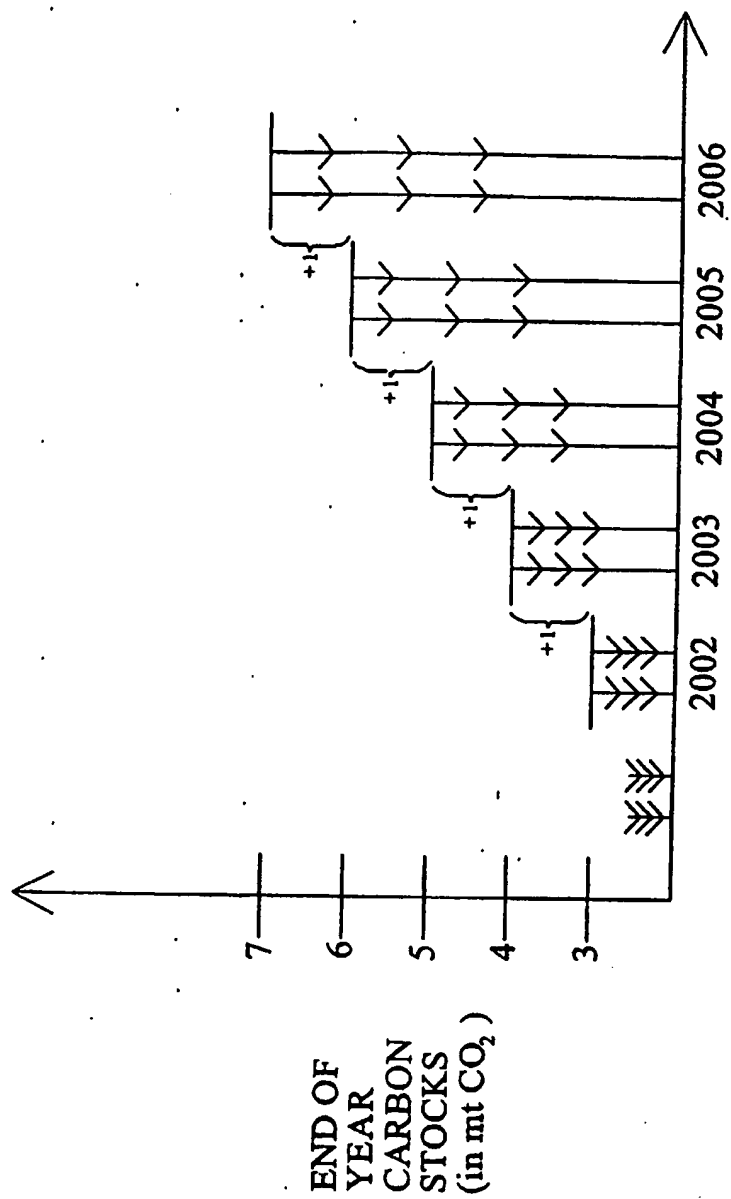 END OF
YEAR
CARBON
STOCKS
(in mt CO₂)
7
6
5
4
3
+1
+1
+1
+1
2002
2003
2004
2005
2006